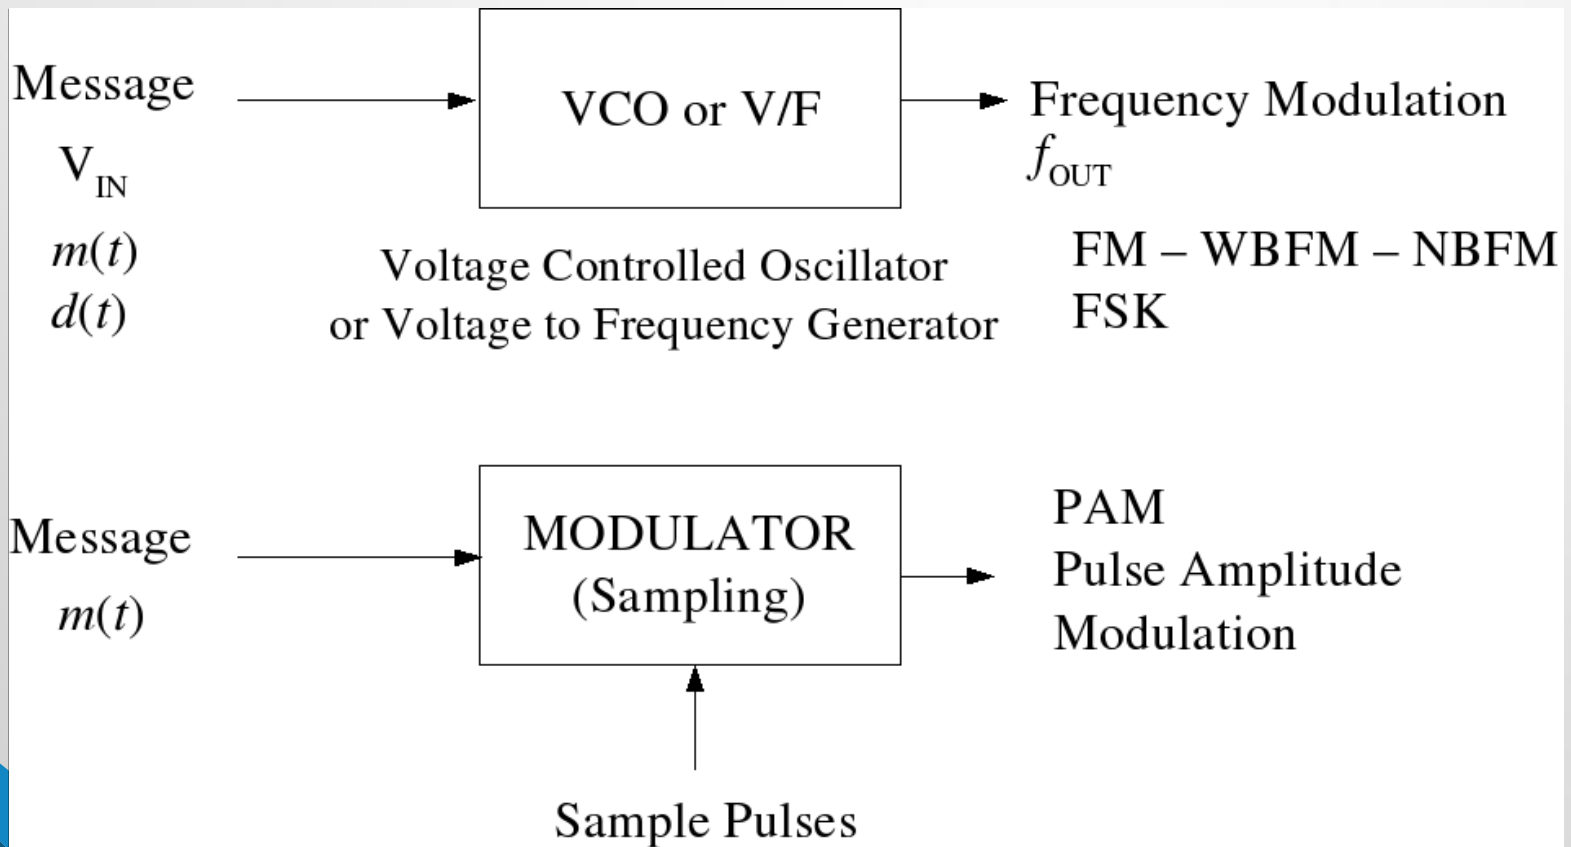 Message
V_IN
m(t)
d(t)
VCO or V/F
Voltage Controlled Oscillator
or Voltage to Frequency Generator
Frequency Modulation
f_OUT
FM – WBFM – NBFM
FSK
Message
m(t)
MODULATOR
(Sampling)
Sample Pulses
PAM
Pulse Amplitude
Modulation